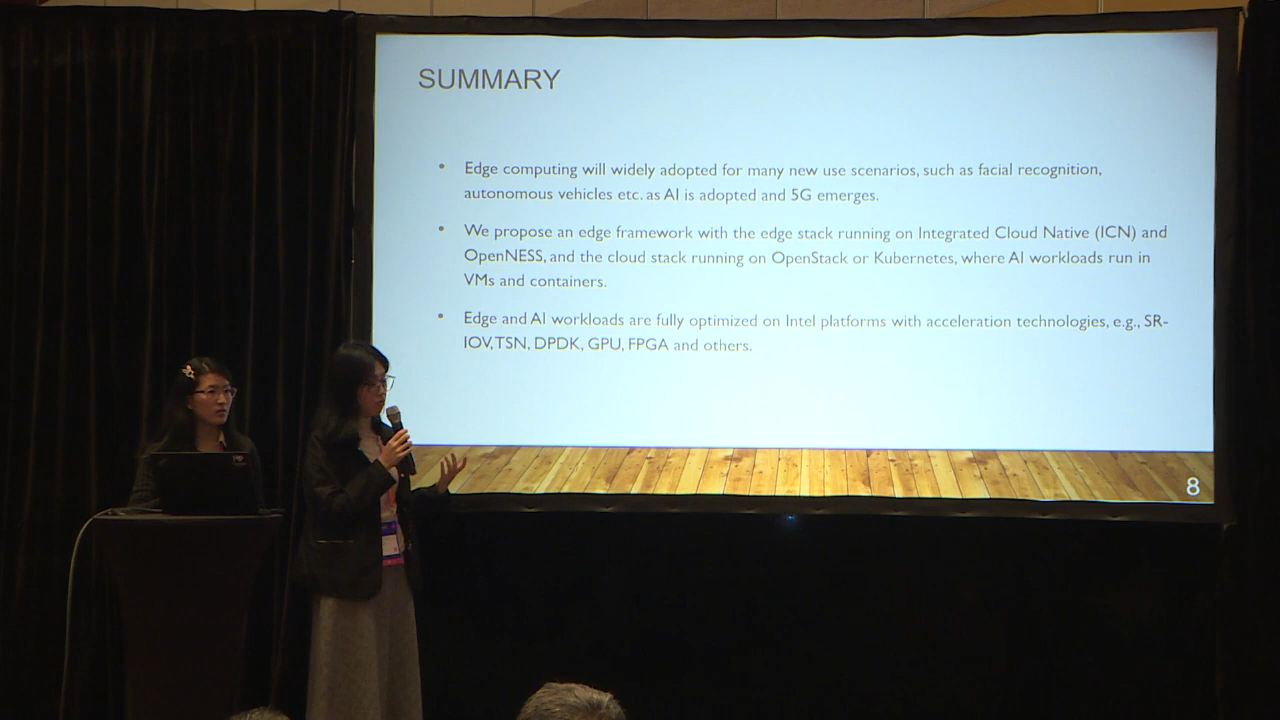 SUMMARY
• Edge computing will widely adopted for many new use scenarios, such as facial recognition,
autonomous vehicles etc. as AI is adopted and 5G emerges.
• We propose an edge framework with the edge stack running on Integrated Cloud Native (ICN) and
OpenNESS, and the cloud stack running on OpenStack or Kubernetes, where AI workloads run in
VMs and containers.
• Edge and AI workloads are fully optimized on Intel platforms with acceleration technologies, e.g., SR-
IOV, TSN, DPDK, GPU, FPGA and others.
8